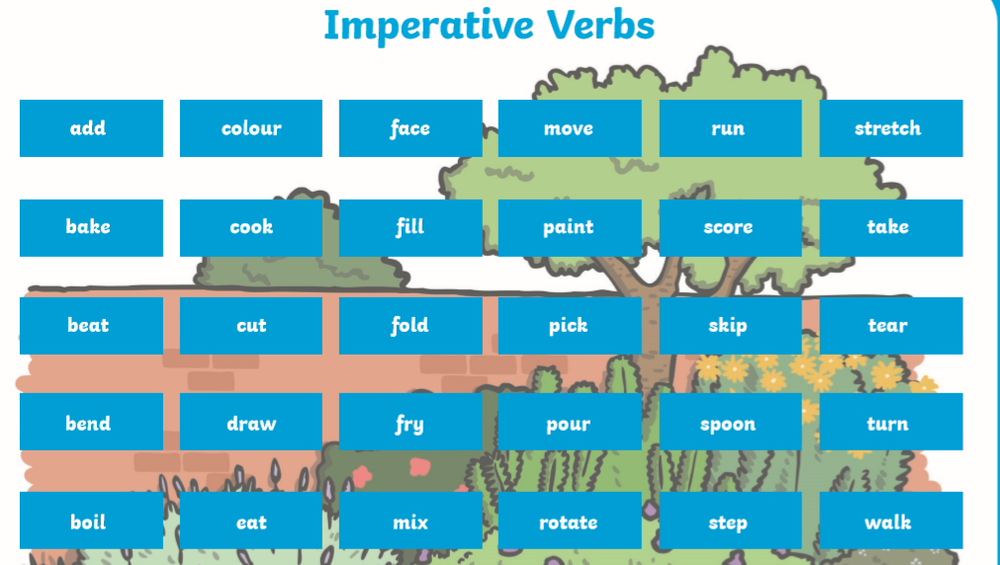 Imperative Verbs
add colour face move run stretch
bake cook fill paint score take
beat cut fold pick skip tear
bend draw fry pour spoon turn
boil eat mix rotate step walk